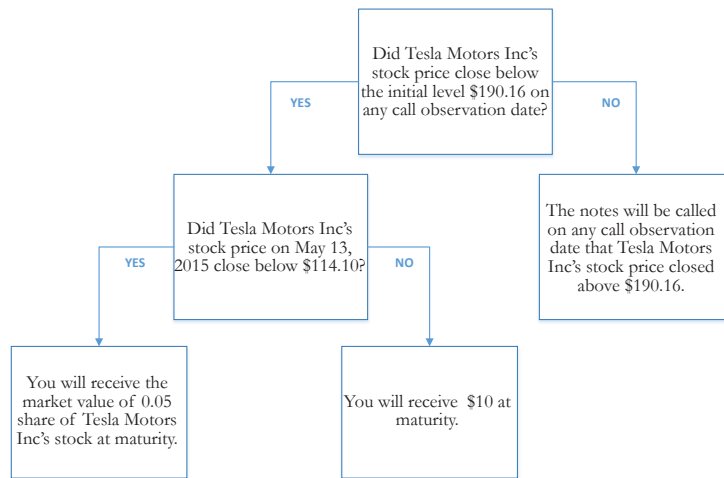 Did Tesla Motors Inc's
stock price close below
the initial level $190.16 on
any call observation date?
YES
NO
Did Tesla Motors Inc's
stock price on May 13,
2015 close below $114.10?
The notes will be called
on any call observation
date that Tesla Motors
Inc's stock price closed
above $190.16.
YES
NO
You will receive the
market value of 0.05
share of Tesla Motors
Inc's stock at maturity.
You will receive $10 at
maturity.